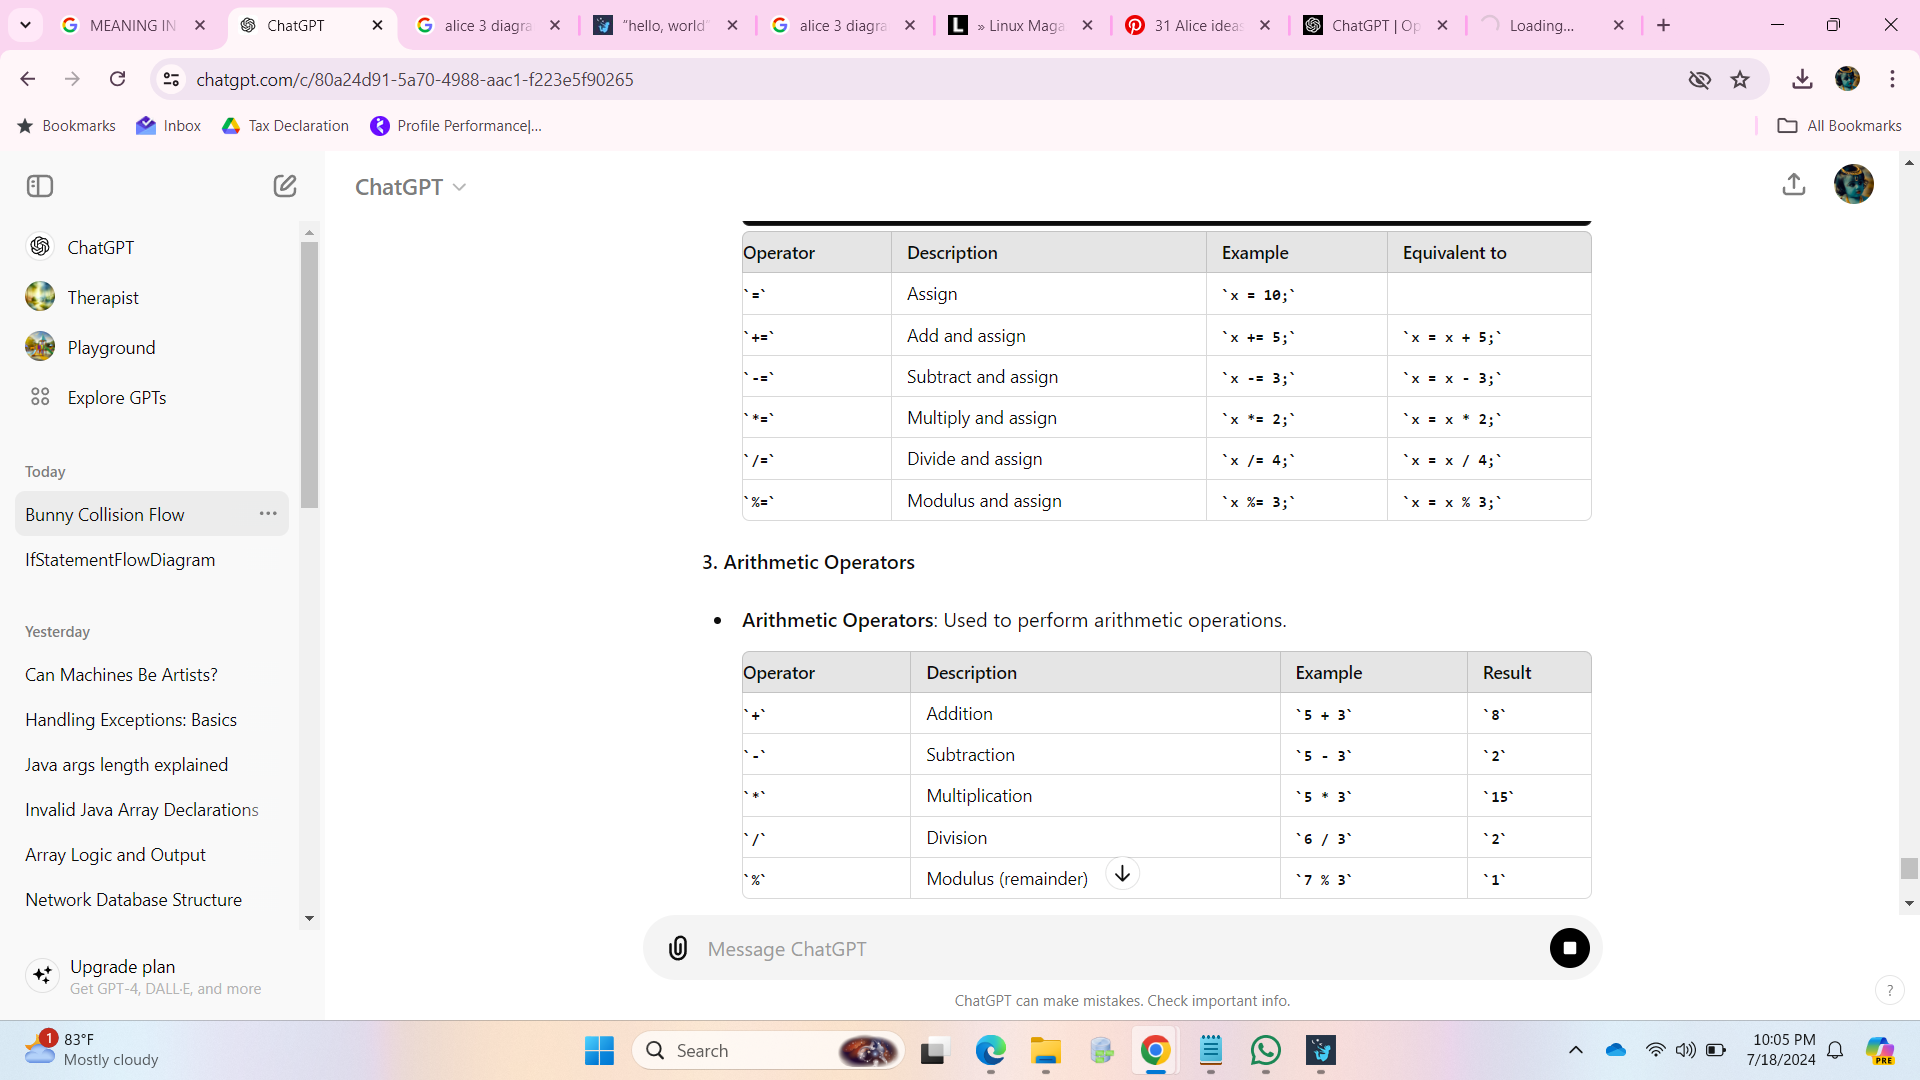 MEANING IN
ChatGPT
alice 3 diagra
"hello, world"
alice 3 diagra
» Linux Maga
31 Alice ideas
ChatGPT | Op
Loading...
chatgpt.com/c/80a24d91-5a70-4988-aac1-f223e5f90265
Bookmarks
Inbox
Tax Declaration
Profile Performance|...
All Bookmarks
ChatGPT
ChatGPT
Therapist
Playground
Explore GPTs
Today
Bunny Collision Flow
IfStatementFlowDiagram
Yesterday
Can Machines Be Artists?
Handling Exceptions: Basics
Java args length explained
Invalid Java Array Declarations
Array Logic and Output
Network Database Structure
Upgrade plan
Get GPT-4, DALL·E, and more
Operator Description Example Equivalent to
`=` Assign `x = 10;`
`+=` Add and assign `x += 5;` `x = x + 5;`
`-=` Subtract and assign `x -= 3;` `x = x - 3;`
`*=` Multiply and assign `x *= 2;` `x = x * 2;`
`/=` Divide and assign `x /= 4;` `x = x / 4;`
`%=` Modulus and assign `x %= 3;` `x = x % 3;`
3. Arithmetic Operators
• Arithmetic Operators: Used to perform arithmetic operations.
Operator Description Example Result
`+` Addition `5 + 3` `8`
`-` Subtraction `5 - 3` `2`
`*` Multiplication `5 * 3` `15`
`/` Division `6 / 3` `2`
`%` Modulus (remainder) `7 % 3` `1`
Message ChatGPT
ChatGPT can make mistakes. Check important info.
?
1
83°F
Mostly cloudy
Search
10:05 PM
7/18/2024
PRE